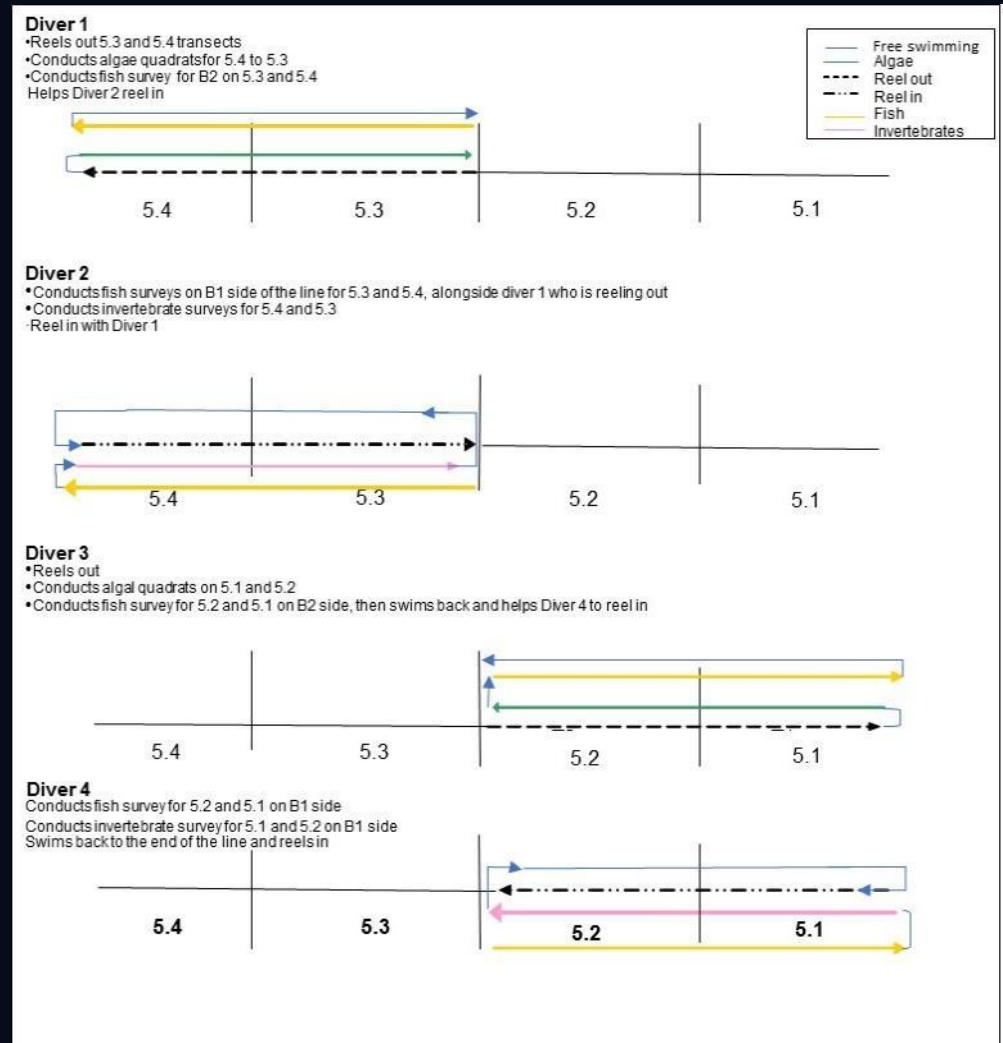 Diver 1
•Reels out 5.3 and 5.4 transects
•Conducts algae quadrats for 5.4 to 5.3
•Conducts fish survey for B2 on 5.3 and 5.4
Helps Diver 2 reel in
Free swimming
Algae
Reel out
Reel in
Fish
Invertebrates
5.4 5.3 5.2 5.1
Diver 2
•Conducts fish surveys on B1 side of the line for 5.3 and 5.4, alongside diver 1 who is reeling out
•Conducts invertebrate surveys for 5.4 and 5.3
·Reel in with Diver 1
5.4 5.3 5.2 5.1
Diver 3
•Reels out
•Conducts algal quadrats on 5.1 and 5.2
•Conducts fish survey for 5.2 and 5.1 on B2 side, then swims back and helps Diver 4 to reel in
5.4 5.3 5.2 5.1
Diver 4
Conducts fish survey for 5.2 and 5.1 on B1 side
Conducts invertebrate survey for 5.1 and 5.2 on B1 side
Swims back to the end of the line and reels in
5.4 5.3 5.2 5.1